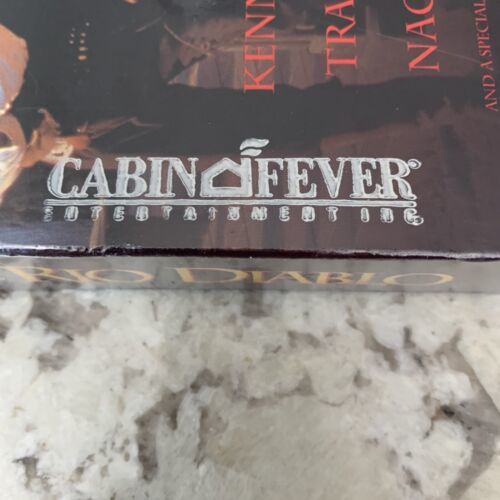 KENN
TRA
NAC
AND A SPECIAL
CABIN FEVER®
ENTERTAINMENT INC.
RIO DIABLO